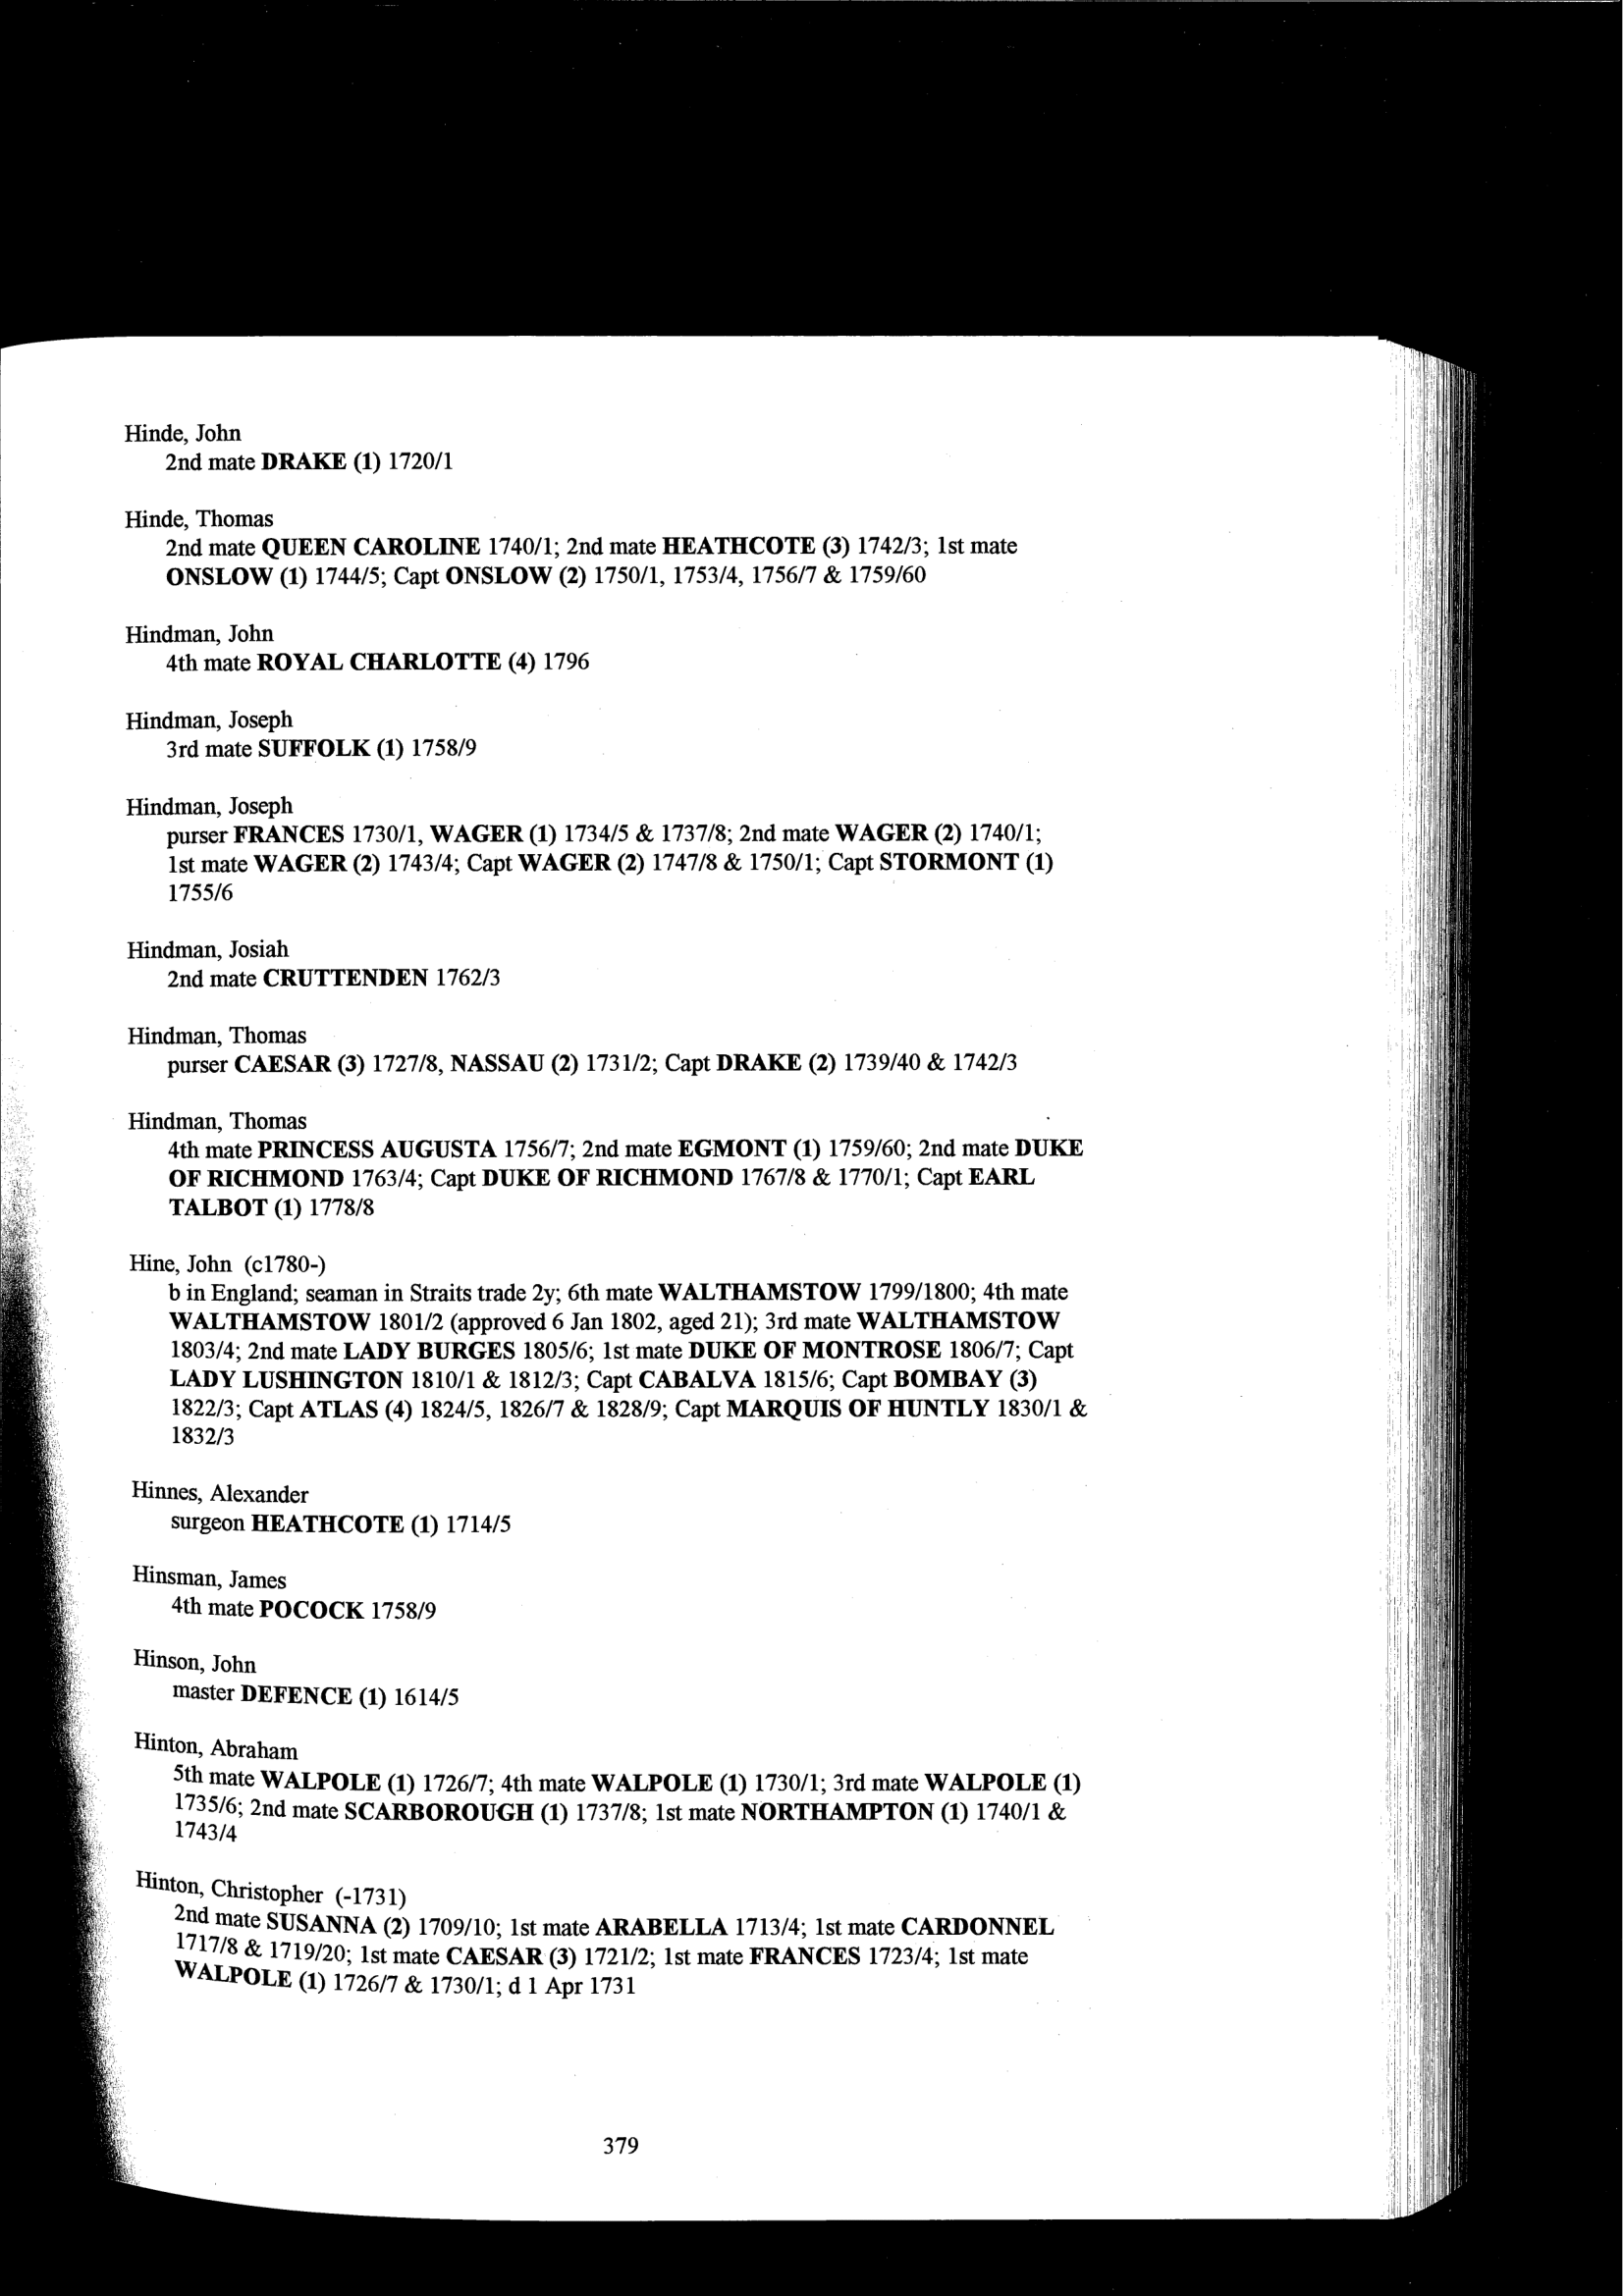 Hinde, John
2nd mate DRAKE (1) 1720/1
Hinde, Thomas
2nd mate QUEEN CAROLINE 1740/1; 2nd mate HEATHCOTE (3) 1742/3; 1st mate
ONSLOW (1) 1744/5; Capt ONSLOW (2) 1750/1, 1753/4, 1756/7 & 1759/60
Hindman, John
4th mate ROYAL CHARLOTTE (4) 1796
Hindman, Joseph
3rd mate SUFFOLK (1) 1758/9
Hindman, Joseph
purser FRANCES 1730/1, WAGER (1) 1734/5 & 1737/8; 2nd mate WAGER (2) 1740/1;
1st mate WAGER (2) 1743/4; Capt WAGER (2) 1747/8 & 1750/1; Capt STORMONT (1)
1755/6
Hindman, Josiah
2nd mate CRUTTENDEN 1762/3
Hindman, Thomas
purser CAESAR (3) 1727/8, NASSAU (2) 1731/2; Capt DRAKE (2) 1739/40 & 1742/3
Hindman, Thomas
4th mate PRINCESS AUGUSTA 1756/7; 2nd mate EGMONT (1) 1759/60; 2nd mate DUKE
OF RICHMOND 1763/4; Capt DUKE OF RICHMOND 1767/8 & 1770/1; Capt EARL
TALBOT (1) 1778/8
Hine, John (c1780-)
b in England; seaman in Straits trade 2y; 6th mate WALTHAMSTOW 1799/1800; 4th mate
WALTHAMSTOW 1801/2 (approved 6 Jan 1802, aged 21); 3rd mate WALTHAMSTOW
1803/4; 2nd mate LADY BURGES 1805/6; 1st mate DUKE OF MONTROSE 1806/7; Capt
LADY LUSHINGTON 1810/1 & 1812/3; Capt CABALVA 1815/6; Capt BOMBAY (3)
1822/3; Capt ATLAS (4) 1824/5, 1826/7 & 1828/9; Capt MARQUIS OF HUNTLY 1830/1 &
1832/3
Hinnes, Alexander
surgeon HEATHCOTE (1) 1714/5
Hinsman, James
4th mate POCOCK 1758/9
Hinson, John
master DEFENCE (1) 1614/5
Hinton, Abraham
5th mate WALPOLE (1) 1726/7; 4th mate WALPOLE (1) 1730/1; 3rd mate WALPOLE (1)
1735/6; 2nd mate SCARBOROUGH (1) 1737/8; 1st mate NORTHAMPTON (1) 1740/1 &
1743/4
Hinton, Christopher (-1731)
2nd mate SUSANNA (2) 1709/10; 1st mate ARABELLA 1713/4; 1st mate CARDONNEL
1717/8 & 1719/20; 1st mate CAESAR (3) 1721/2; 1st mate FRANCES 1723/4; 1st mate
WALPOLE (1) 1726/7 & 1730/1; d 1 Apr 1731
379